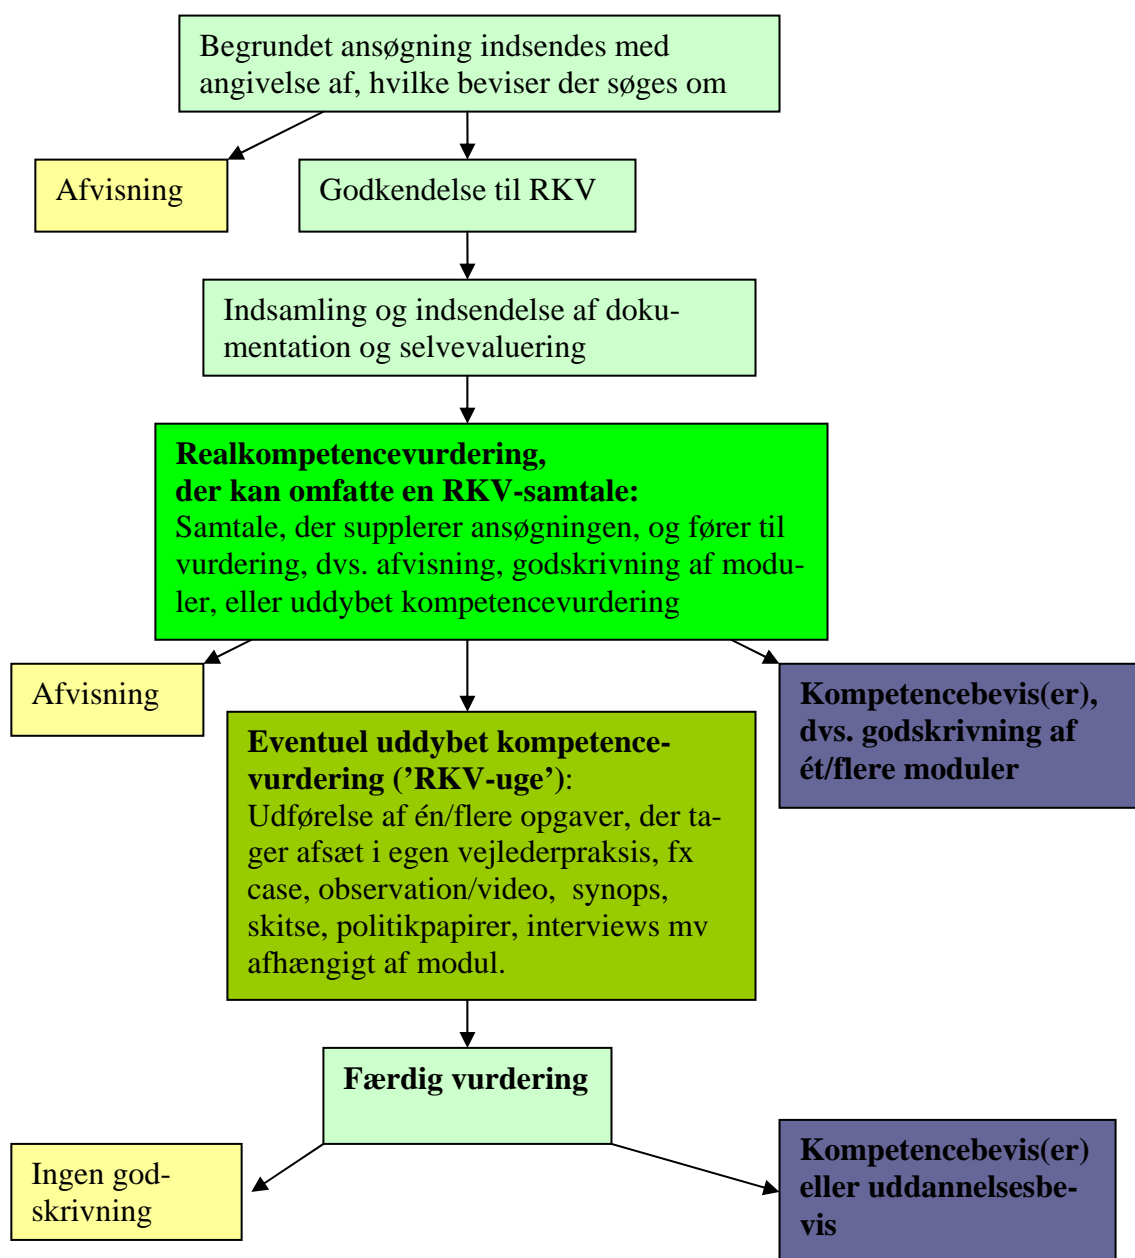 Begrundet ansøgning indsendes med
angivelse af, hvilke beviser der søges om
Afvisning
Godkendelse til RKV
Indsamling og indsendelse af doku-
mentation og selvevaluering
Realkompetencevurdering,
der kan omfatte en RKV-samtale:
Samtale, der supplerer ansøgningen, og fører til
vurdering, dvs. afvisning, godskrivning af modu-
ler, eller uddybet kompetencevurdering
Afvisning
Eventuel uddybet kompetence-
vurdering (’RKV-uge’):
Udførelse af én/flere opgaver, der ta-
ger afsæt i egen vejlederpraksis, fx
case, observation/video,  synops,
skitse, politikpapirer, interviews mv
afhængigt af modul.
Kompetencebevis(er),
dvs. godskrivning af
ét/flere moduler
Færdig vurdering
Ingen god-
skrivning
Kompetencebevis(er)
eller uddannelsesbe-
vis